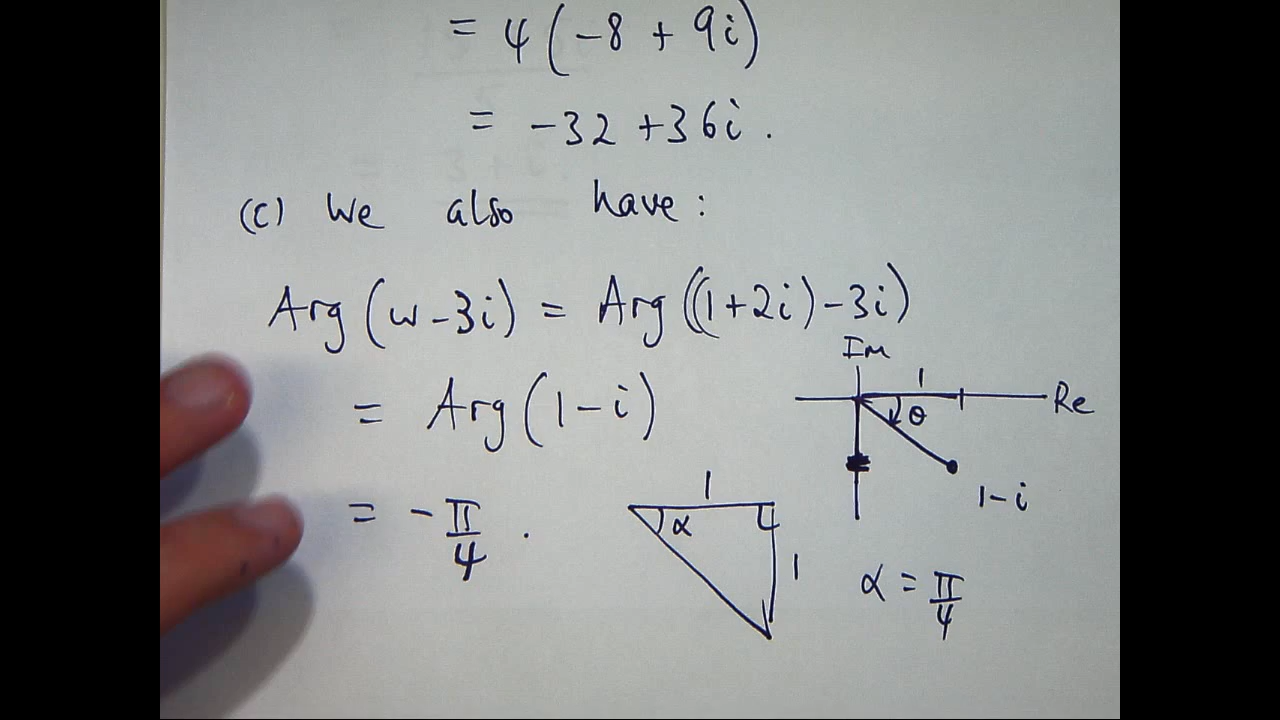 = 4(-8 + 9i)
= -32 + 36i.
(c) We also have:
Arg(w - 3i) = Arg((1+2i) - 3i)
= Arg(1 - i)
= -π/4.
Im
1
Re
θ
1-i
1
α
1
α = π/4